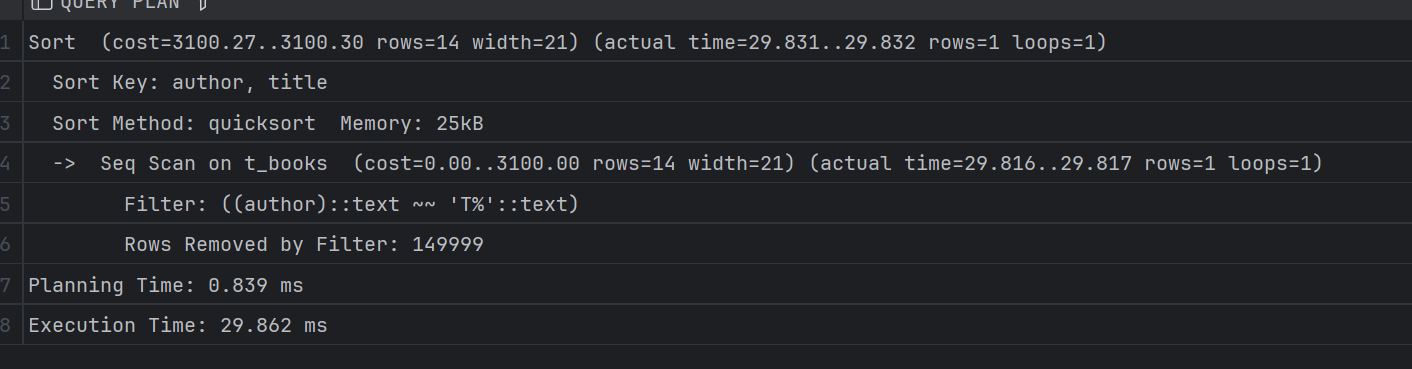 QUERY PLAN
1 Sort  (cost=3100.27..3100.30 rows=14 width=21) (actual time=29.831..29.832 rows=1 loops=1)
2   Sort Key: author, title
3   Sort Method: quicksort  Memory: 25kB
4   ->  Seq Scan on t_books  (cost=0.00..3100.00 rows=14 width=21) (actual time=29.816..29.817 rows=1 loops=1)
5         Filter: ((author)::text ~~ 'T%'::text)
6         Rows Removed by Filter: 149999
7 Planning Time: 0.839 ms
8 Execution Time: 29.862 ms